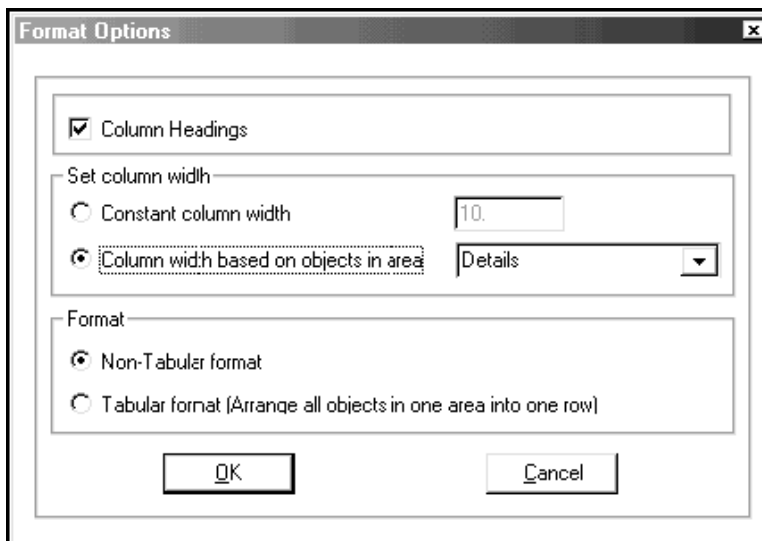 Format Options
Column Headings
Set column width
Constant column width 10.
Column width based on objects in area Details
Format
Non-Tabular format
Tabular format (Arrange all objects in one area into one row)
OK Cancel